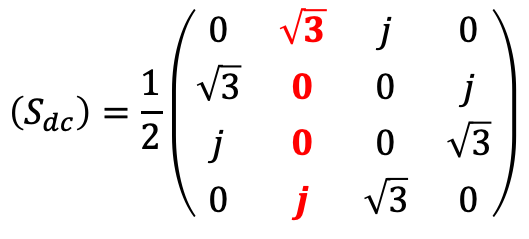 0 √3 j 0
(S_dc) = 1/2 √3 0 0 j
j 0 0 √3
0 j √3 0